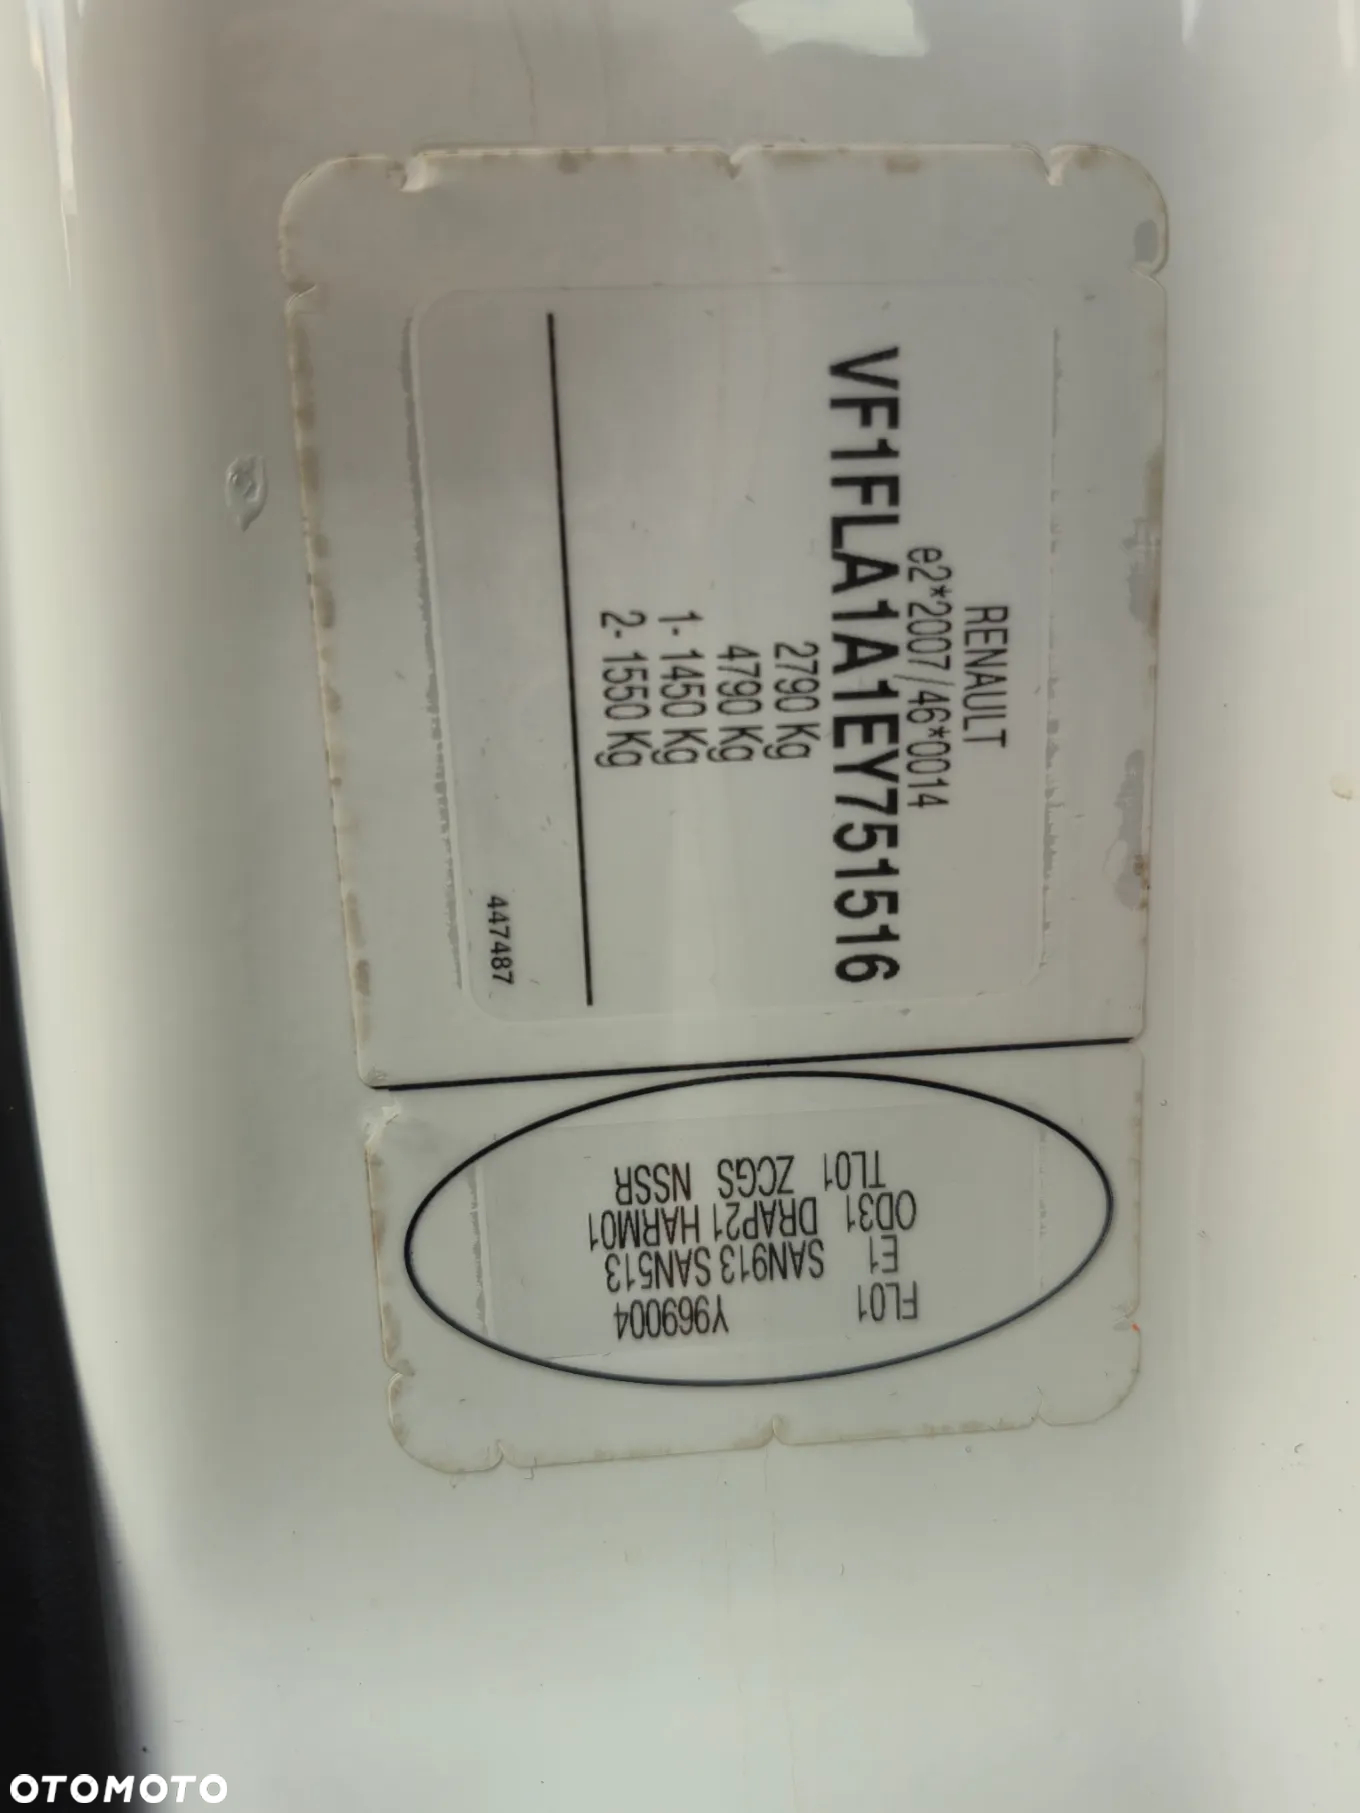 RENAULT
e2*2007/46*0014
VF1FLA1A1EY751516
2790 Kg
4790 Kg
1- 1450 Kg
2- 1550 Kg
447487
FL01 Y969004
E1 SAN913 SAN513
OD31 DRAP21 HARM01
TL01 ZCGS NSSR
OTOMOTO